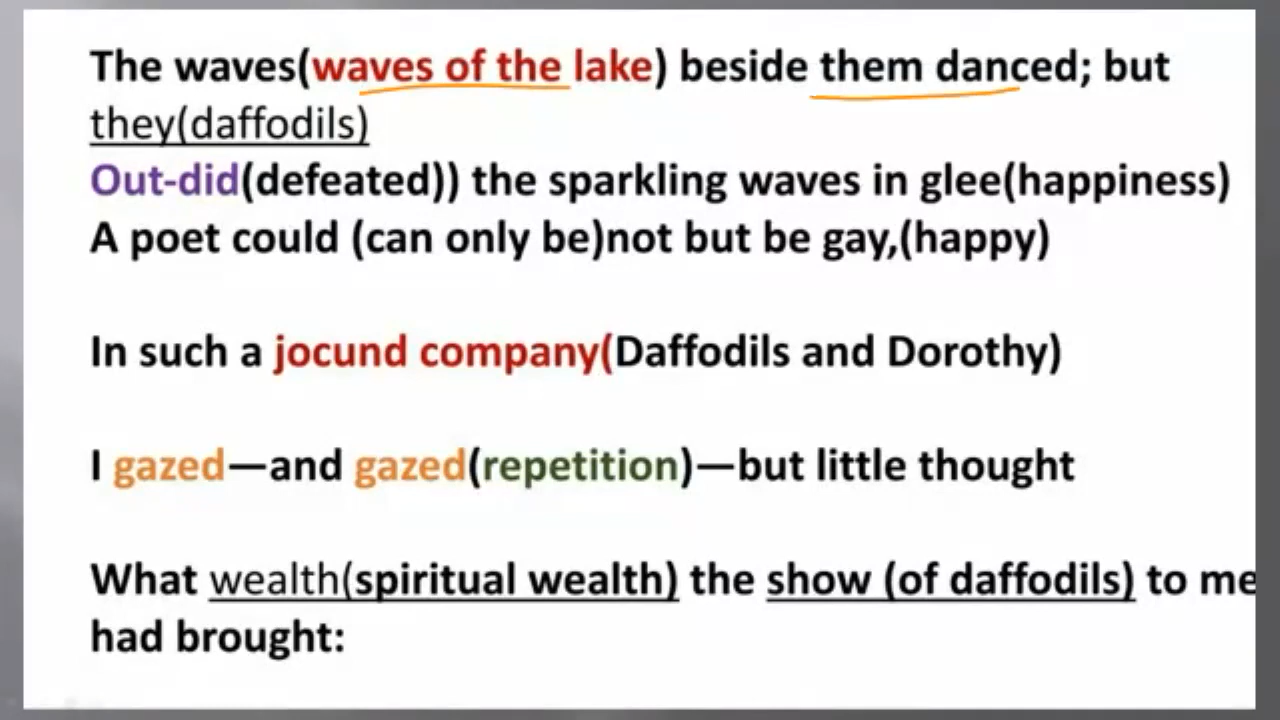 The waves(waves of the lake) beside them danced; but
they(daffodils)
Out-did(defeated)) the sparkling waves in glee(happiness)
A poet could (can only be)not but be gay,(happy)
In such a jocund company(Daffodils and Dorothy)
I gazed—and gazed(repetition)—but little thought
What wealth(spiritual wealth) the show (of daffodils) to me
had brought: